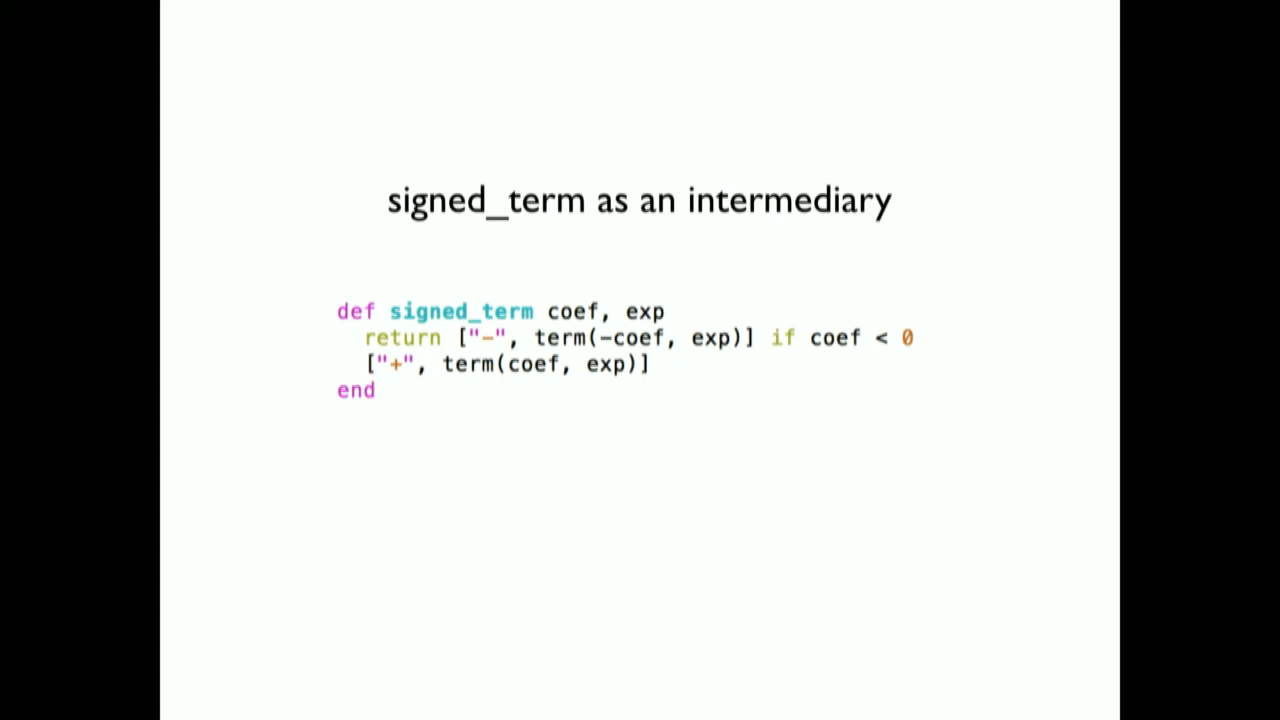 signed_term as an intermediary
def signed_term coef, exp
  return ["-", term(-coef, exp)] if coef < 0
  ["+", term(coef, exp)]
end